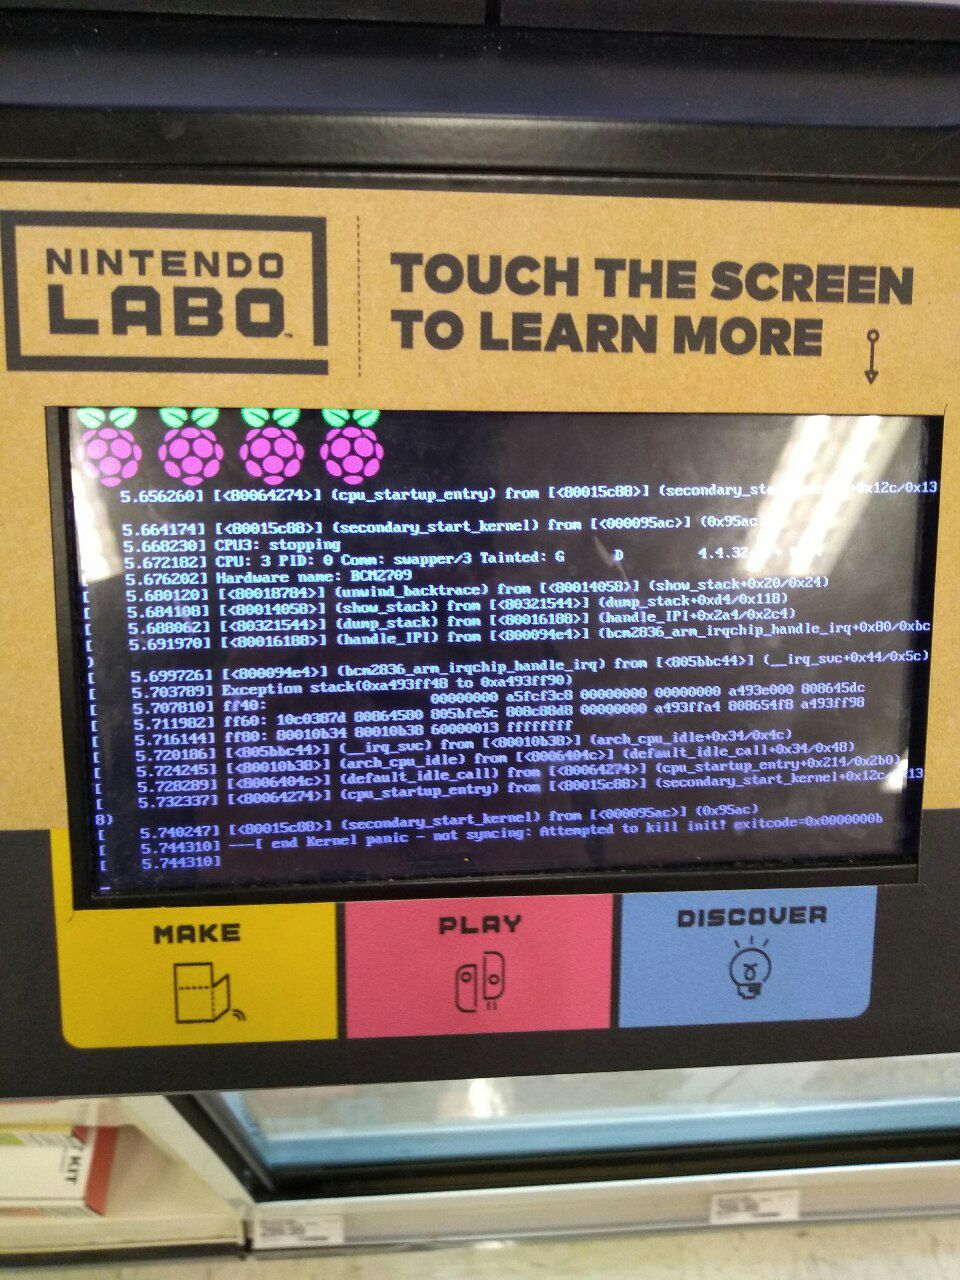 NINTENDO
LABO™
TOUCH THE SCREEN
TO LEARN MORE
5.656260] [<80064274>] (cpu_startup_entry) from [<80015c88>] (secondary_sta +0x12c/0x13
5.664174] [<80015c88>] (secondary_start_kernel) from [<000095ac>] (0x95ac
5.668230] CPU3: stopping
5.672182] CPU: 3 PID: 0 Comm: swapper/3 Tainted: G D 4.4.32
5.676202] Hardware name: BCM2709
[ 5.680120] [<80018784>] (unwind_backtrace) from [<80014058>] (show_stack+0x20/0x24)
[ 5.684108] [<80014058>] (show_stack) from [<80321544>] (dump_stack+0xd4/0x118)
[ 5.688062] [<80321544>] (dump_stack) from [<80016188>] (handle_IPI+0x2a4/0x2c4)
[ 5.691970] [<80016188>] (handle_IPI) from [<800094e4>] (bcm2836_arm_irqchip_handle_irq+0x80/0xbc
)
[ 5.699726] [<800094e4>] (bcm2836_arm_irqchip_handle_irq) from [<805bbc44>] (__irq_svc+0x44/0x5c)
[ 5.703789] Exception stack(0xa493ff48 to 0xa493ff90)
[ 5.707810] ff40: 00000000 a5fcf3c8 00000000 00000000 a493e000 808645dc
[ 5.711982] ff60: 10c0387d 80864580 805bfe5c 808c88d8 00000000 a493ffa4 808654f8 a493ff98
[ 5.716144] ff80: 80010b34 80010b38 60000013 ffffffff
[ 5.720186] [<805bbc44>] (__irq_svc) from [<80010b38>] (arch_cpu_idle+0x34/0x4c)
[ 5.724245] [<80010b38>] (arch_cpu_idle) from [<8006404c>] (default_idle_call+0x34/0x48)
[ 5.728289] [<8006404c>] (default_idle_call) from [<80064274>] (cpu_startup_entry+0x214/0x2b0)
[ 5.732337] [<80064274>] (cpu_startup_entry) from [<80015c88>] (secondary_start_kernel+0x12c/0x13
8)
[ 5.740247] [<80015c88>] (secondary_start_kernel) from [<000095ac>] (0x95ac)
[ 5.744310] ---[ end Kernel panic - not syncing: Attempted to kill init! exitcode=0x0000000b
[ 5.744310]
MAKE
PLAY
DISCOVER
KIT